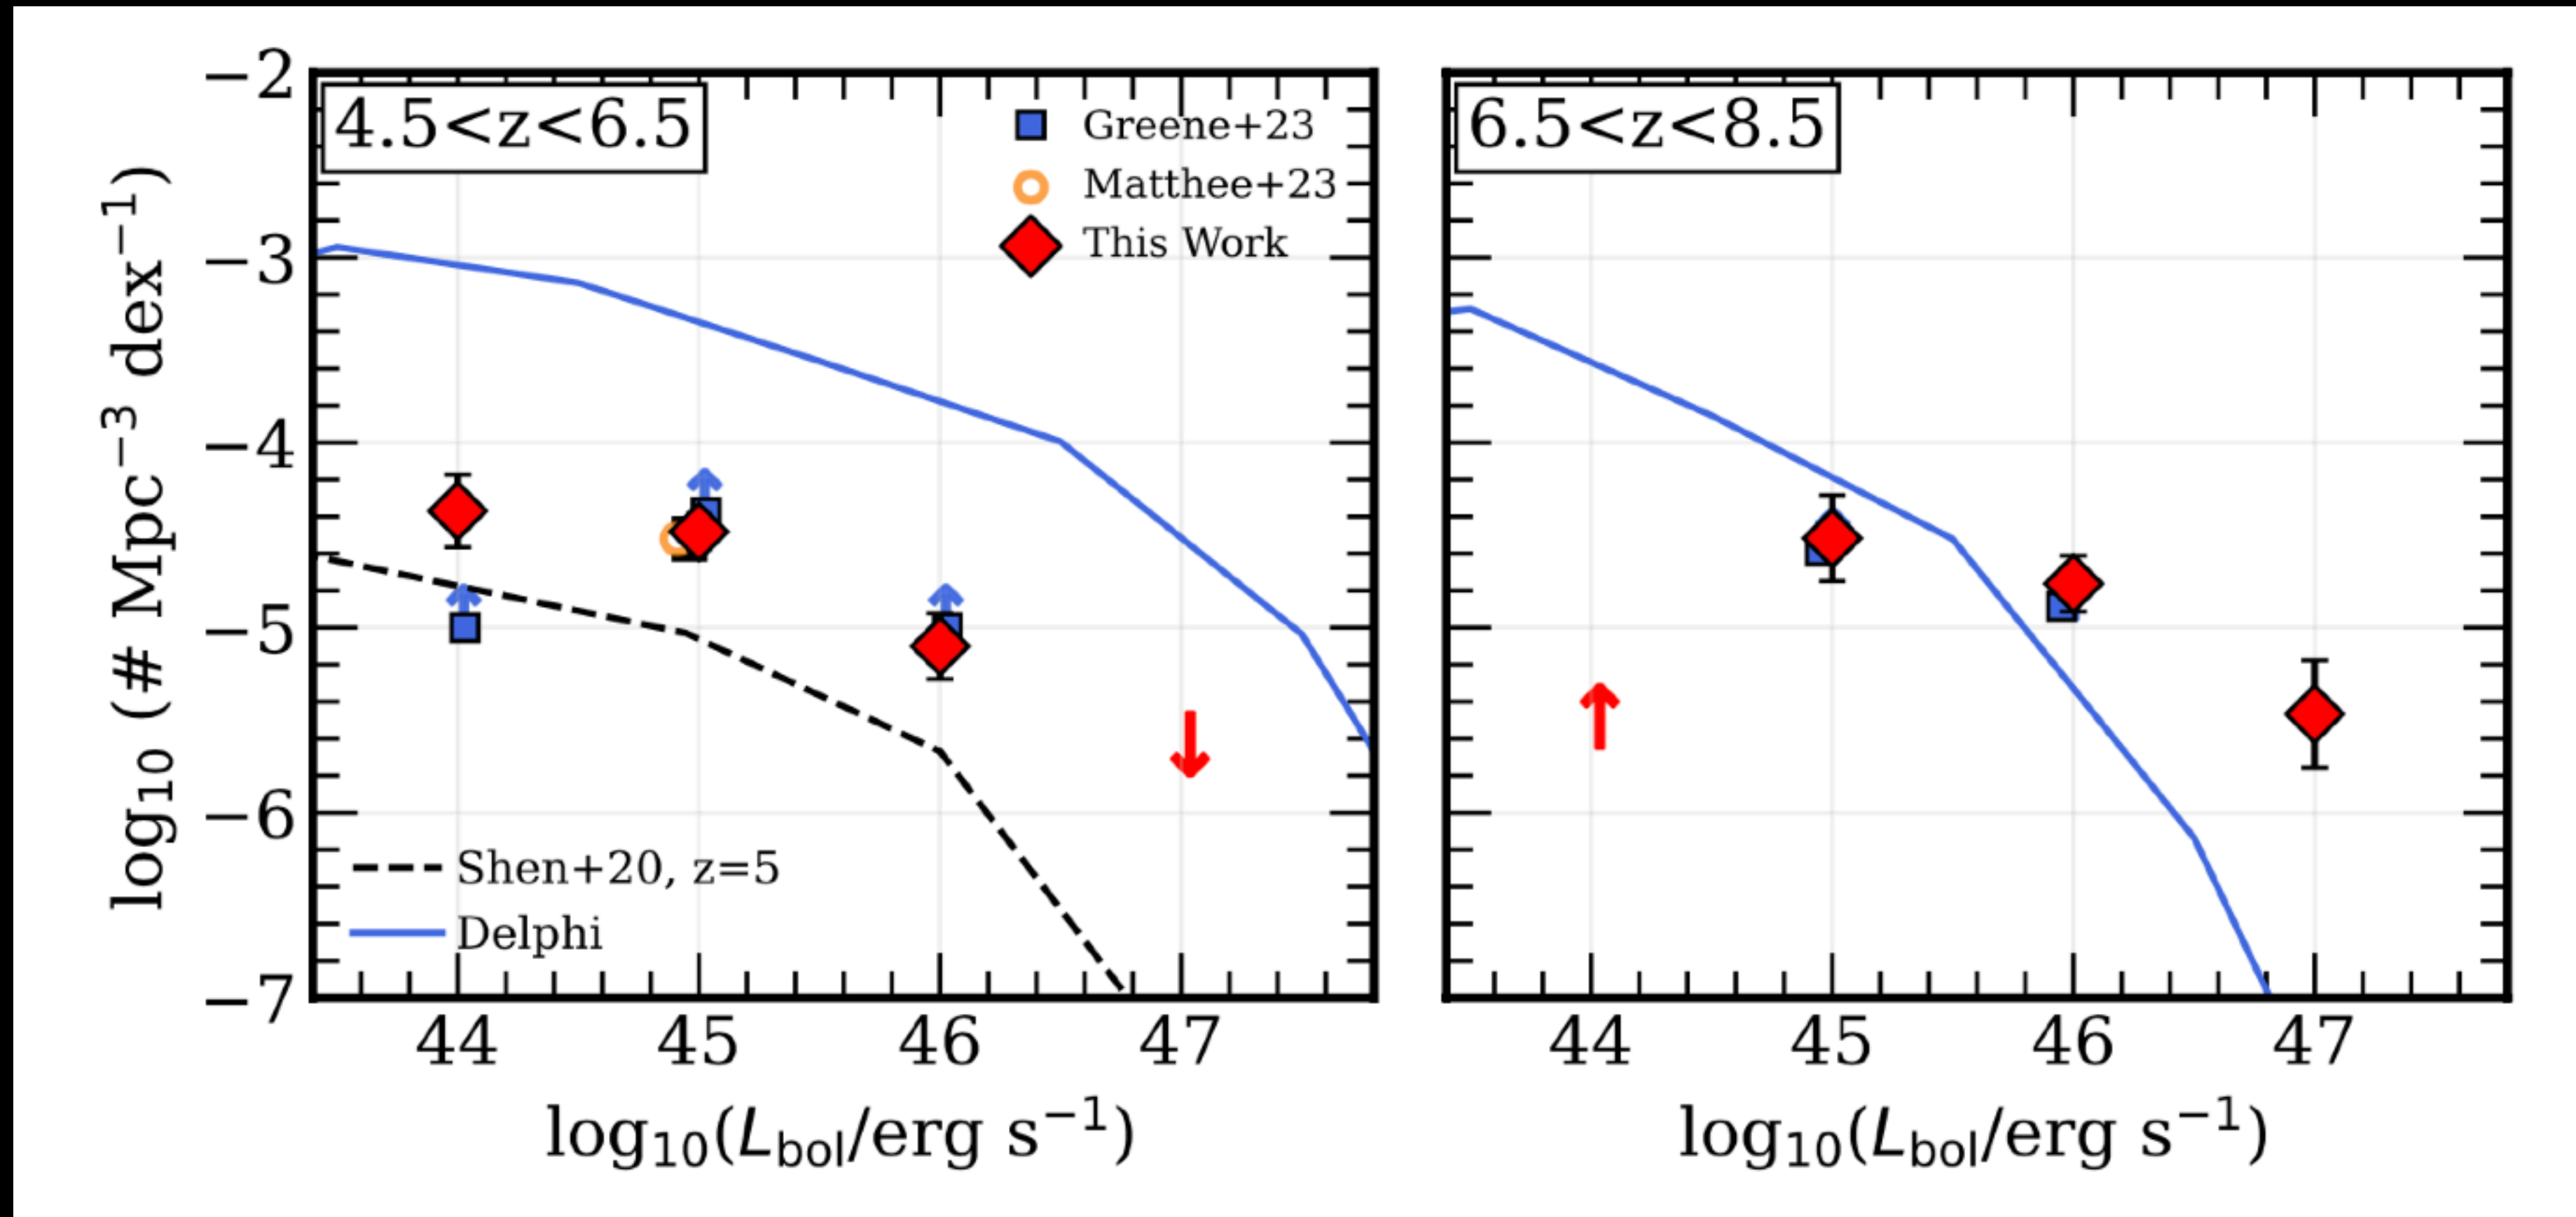 −2
−3
−4
−5
−6
−7
log₁₀ (# Mpc⁻³ dex⁻¹)
4.5<z<6.5
Greene+23
Matthee+23
This Work
Shen+20, z=5
Delphi
44 45 46 47
log₁₀(L_bol/erg s⁻¹)
6.5<z<8.5
44 45 46 47
log₁₀(L_bol/erg s⁻¹)